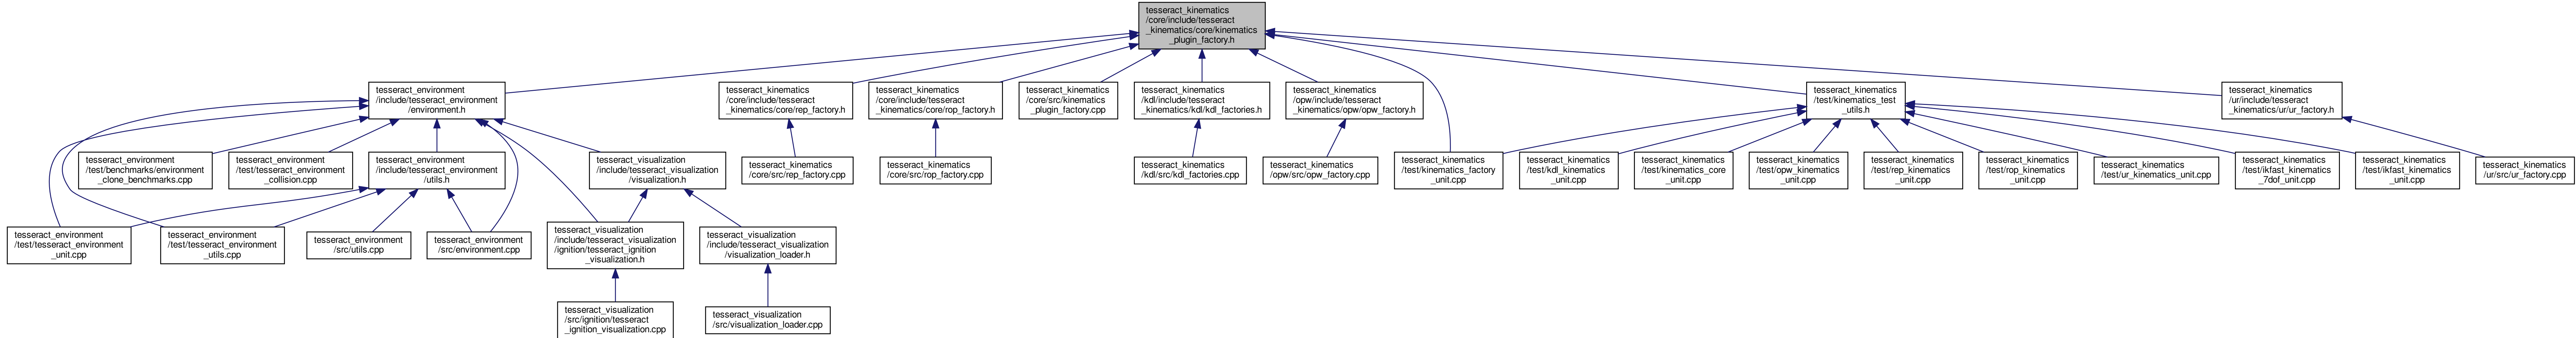 tesseract_kinematics
/core/include/tesseract
_kinematics/core/kinematics
_plugin_factory.h
tesseract_environment
/include/tesseract_environment
/environment.h
tesseract_kinematics
/core/include/tesseract
_kinematics/core/rep_factory.h
tesseract_kinematics
/core/include/tesseract
_kinematics/core/rop_factory.h
tesseract_kinematics
/core/src/kinematics
_plugin_factory.cpp
tesseract_kinematics
/kdl/include/tesseract
_kinematics/kdl/kdl_factories.h
tesseract_kinematics
/opw/include/tesseract
_kinematics/opw/opw_factory.h
tesseract_kinematics
/test/kinematics_test
_utils.h
tesseract_kinematics
/ur/include/tesseract
_kinematics/ur/ur_factory.h
tesseract_environment
/test/benchmarks/environment
_clone_benchmarks.cpp
tesseract_environment
/test/tesseract_environment
_collision.cpp
tesseract_environment
/include/tesseract_environment
/utils.h
tesseract_visualization
/include/tesseract_visualization
/visualization.h
tesseract_kinematics
/core/src/rep_factory.cpp
tesseract_kinematics
/core/src/rop_factory.cpp
tesseract_kinematics
/kdl/src/kdl_factories.cpp
tesseract_kinematics
/opw/src/opw_factory.cpp
tesseract_kinematics
/test/kinematics_factory
_unit.cpp
tesseract_kinematics
/test/kdl_kinematics
_unit.cpp
tesseract_kinematics
/test/kinematics_core
_unit.cpp
tesseract_kinematics
/test/opw_kinematics
_unit.cpp
tesseract_kinematics
/test/rep_kinematics
_unit.cpp
tesseract_kinematics
/test/rop_kinematics
_unit.cpp
tesseract_kinematics
/test/ur_kinematics_unit.cpp
tesseract_kinematics
/test/ikfast_kinematics
_7dof_unit.cpp
tesseract_kinematics
/test/ikfast_kinematics
_unit.cpp
tesseract_kinematics
/ur/src/ur_factory.cpp
tesseract_environment
/test/tesseract_environment
_unit.cpp
tesseract_environment
/test/tesseract_environment
_utils.cpp
tesseract_environment
/src/utils.cpp
tesseract_environment
/src/environment.cpp
tesseract_visualization
/include/tesseract_visualization
/ignition/tesseract_ignition
_visualization.h
tesseract_visualization
/include/tesseract_visualization
/visualization_loader.h
tesseract_visualization
/src/ignition/tesseract
_ignition_visualization.cpp
tesseract_visualization
/src/visualization_loader.cpp